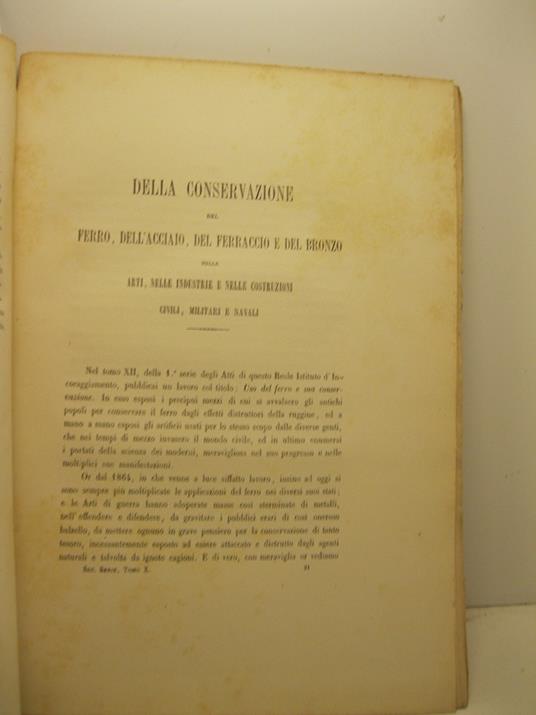 DELLA CONSERVAZIONE
DEL
FERRO, DELL'ACCIAIO, DEL FERRACCIO E DEL BRONZO
NELLE
ARTI, NELLE INDUSTRIE E NELLE COSTRUZIONI
CIVILI, MILITARI E NAVALI
Nel tomo XII, della 1.ª serie degli Atti di questo Reale Istituto d'In-
coraggiamento, pubblicai un lavoro col titolo: Uso del ferro e sua conser-
vazione. In esso esposi i precipui mezzi di cui si avvalsero gli antichi
popoli per conservare il ferro dagli effetti distruttori della ruggine, ed a
mano a mano esposi gli artificii usati per lo stesso scopo dalle diverse genti,
che nei tempi di mezzo invasero il mondo civile, ed in ultimo enumerai
i portati della scienza dei moderni, meravigliosa nel suo progresso e nelle
moltiplici sue manifestazioni.
Or dal 1864, in che venne a luce siffatto lavoro, insino ad oggi si
sono sempre più moltiplicate le applicazioni del ferro nei diversi suoi stati;
e le Arti di guerra hanno adoperate masse così sterminate di metalli,
nell'offendere e difendere, da gravitare i pubblici erari di così oneroso
balzello, da mettere ognuno in grave pensiero per la conservazione di tanto
tesoro, incessantemente esposto ad essere attaccato e distrutto dagli agenti
naturali e talvolta da ignote cagioni. E di vero, con meraviglia or vediamo
Sec. Serie, Tomo X.
21